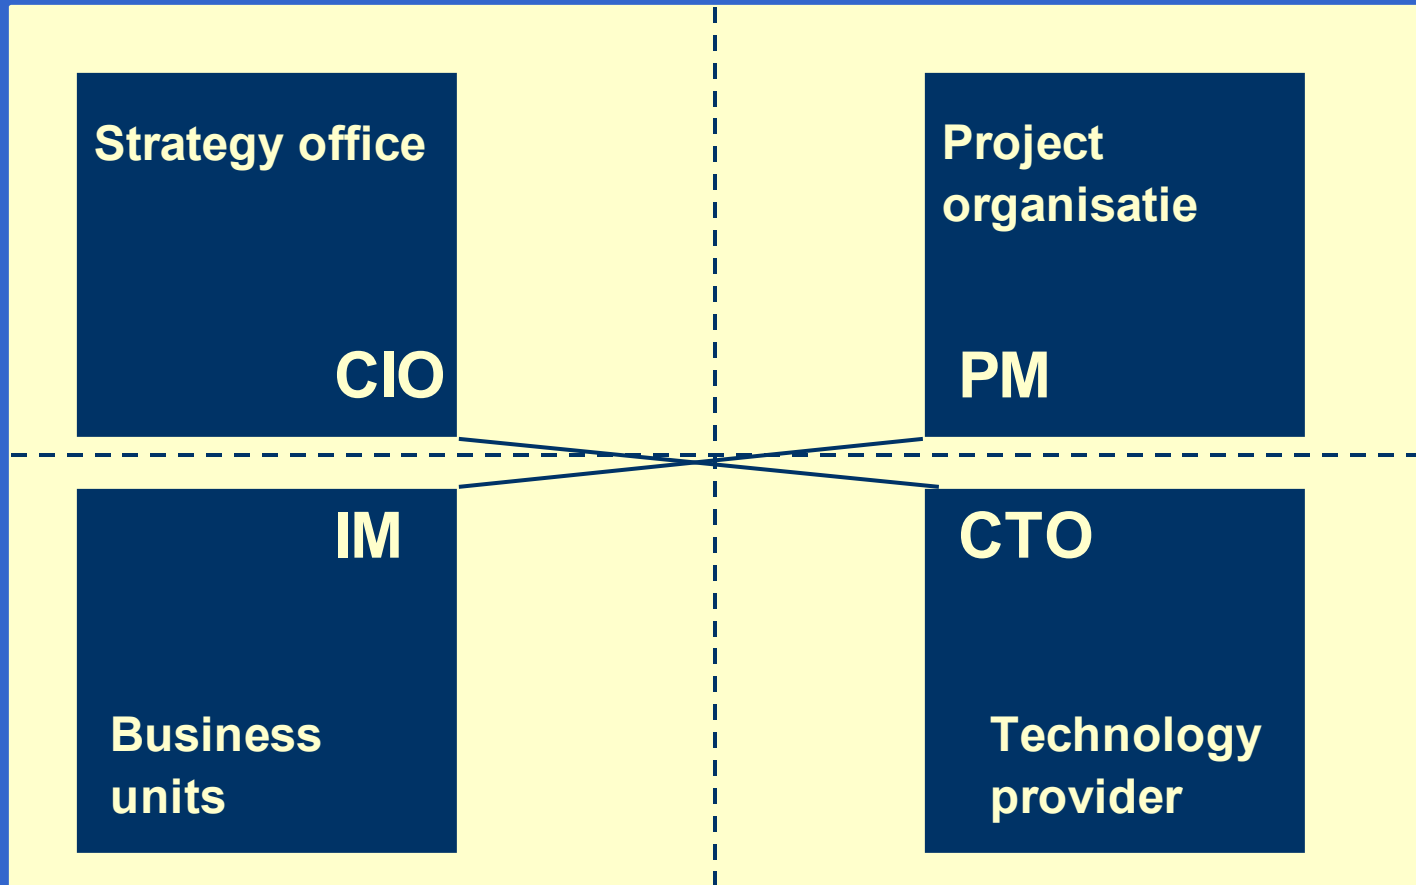 Strategy office
CIO
Project
organisatie
PM
IM
Business
units
CTO
Technology
provider